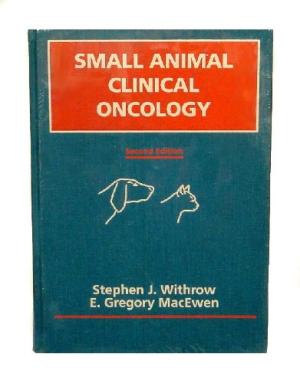 SMALL ANIMAL
CLINICAL
ONCOLOGY
Second Edition
Stephen J. Withrow
E. Gregory MacEwen